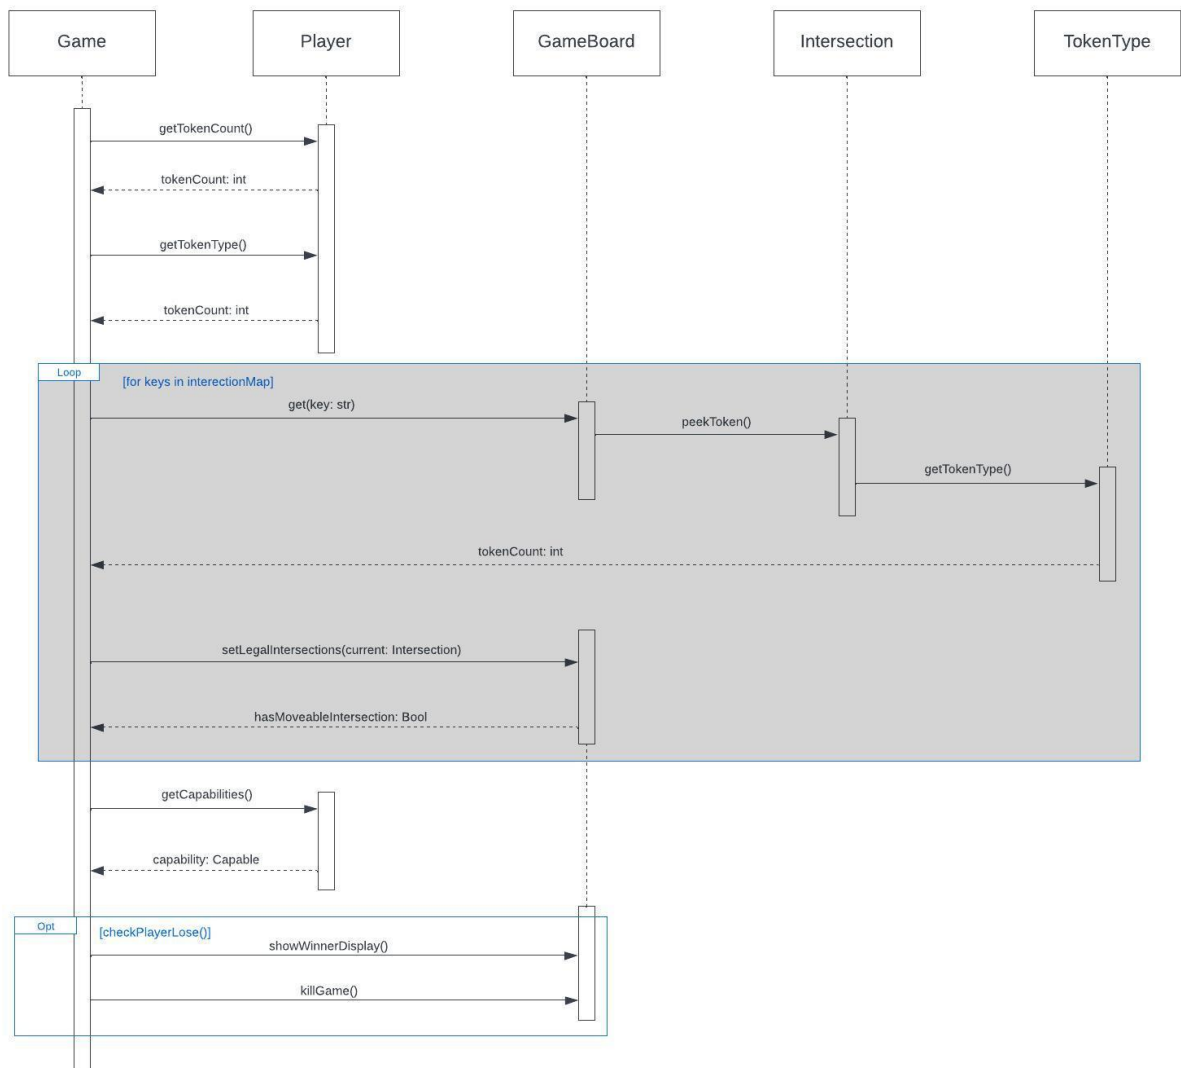 Game
Player
GameBoard
Intersection
TokenType
getTokenCount()
tokenCount: int
getTokenType()
tokenCount: int
Loop
[for keys in interectionMap]
get(key: str)
peekToken()
getTokenType()
tokenCount: int
setLegalIntersections(current: Intersection)
hasMoveableIntersection: Bool
getCapabilities()
capability: Capable
Opt
[checkPlayerLose()]
showWinnerDisplay()
killGame()